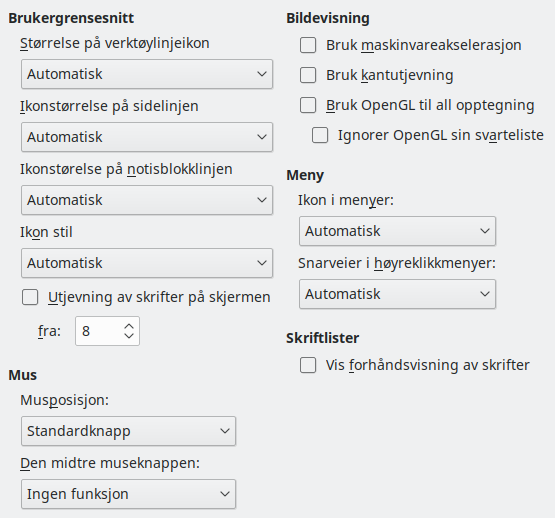 Brukergrensesnitt
Størrelse på verktøylinjeikon
Automatisk
Ikonstørrelse på sidelinjen
Automatisk
Ikonstørelse på notisblokklinjen
Automatisk
Ikon stil
Automatisk
Utjevning av skrifter på skjermen
fra: 8
Mus
Musposisjon:
Standardknapp
Den midtre museknappen:
Ingen funksjon
Bildevisning
Bruk maskinvareakselerasjon
Bruk kantutjevning
Bruk OpenGL til all opptegning
Ignorer OpenGL sin svarteliste
Meny
Ikon i menyer:
Automatisk
Snarveier i høyreklikkmenyer:
Automatisk
Skriftlister
Vis forhåndsvisning av skrifter